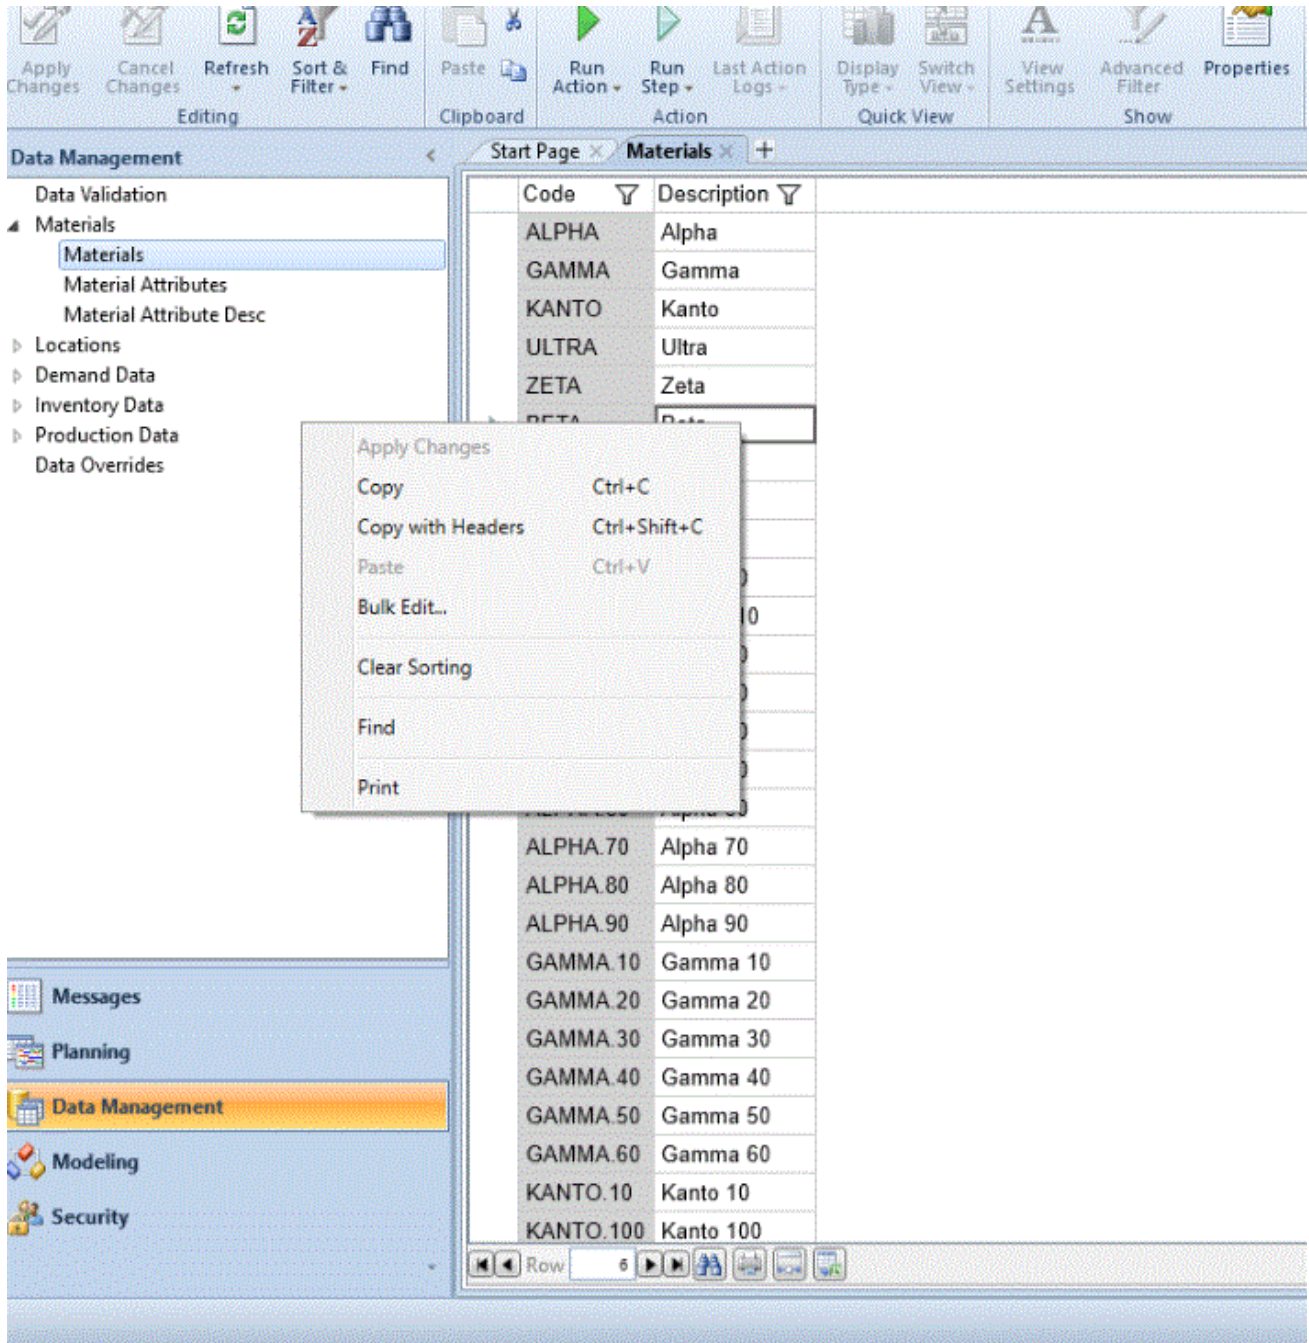 Apply Changes
Cancel Changes
Refresh
Sort & Filter
Find
Paste
Run Action
Run Step
Last Action Logs
Display Type
Switch View
View Settings
Advanced Filter
Properties
Editing
Clipboard
Action
Quick View
Show
Data Management
Data Validation
Materials
Materials
Material Attributes
Material Attribute Desc
Locations
Demand Data
Inventory Data
Production Data
Data Overrides
Messages
Planning
Data Management
Modeling
Security
Start Page
Materials
Code Description
ALPHA Alpha
GAMMA Gamma
KANTO Kanto
ULTRA Ultra
ZETA Zeta
BETA Beta
Apply Changes
Copy Ctrl+C
Copy with Headers Ctrl+Shift+C
Paste Ctrl+V
Bulk Edit...
Clear Sorting
Find
Print
ALPHA.70 Alpha 70
ALPHA.80 Alpha 80
ALPHA.90 Alpha 90
GAMMA.10 Gamma 10
GAMMA.20 Gamma 20
GAMMA.30 Gamma 30
GAMMA.40 Gamma 40
GAMMA.50 Gamma 50
GAMMA.60 Gamma 60
KANTO.10 Kanto 10
KANTO.100 Kanto 100
Row 6